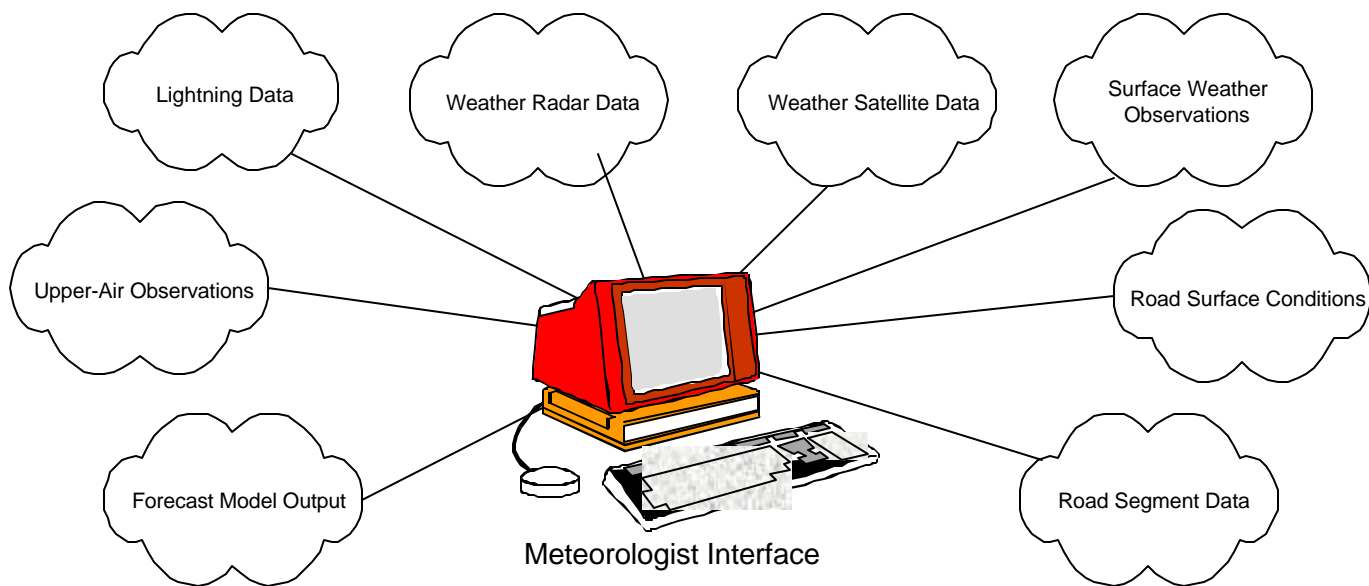 Lightning Data
Weather Radar Data
Weather Satellite Data
Surface Weather
Observations
Upper-Air Observations
Road Surface Conditions
Forecast Model Output
Road Segment Data
Meteorologist Interface